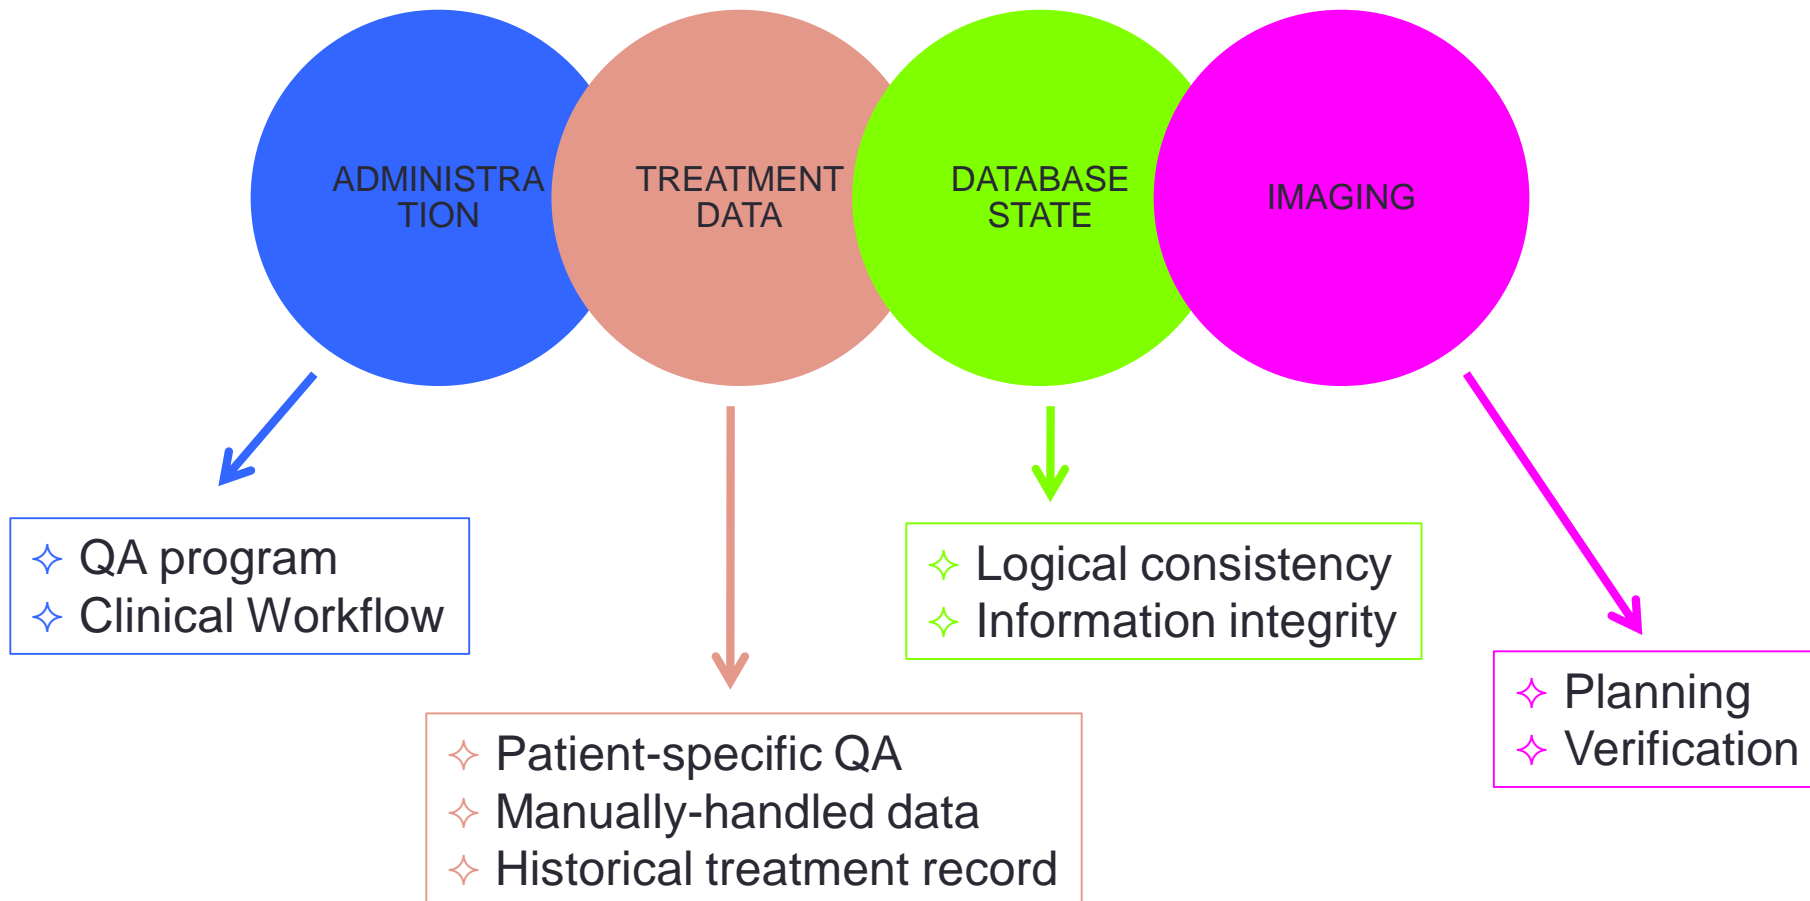 ADMINISTRA
TION
TREATMENT
DATA
DATABASE
STATE
IMAGING
QA program
Clinical Workflow
Logical consistency
Information integrity
Planning
Verification
Patient-specific QA
Manually-handled data
Historical treatment record